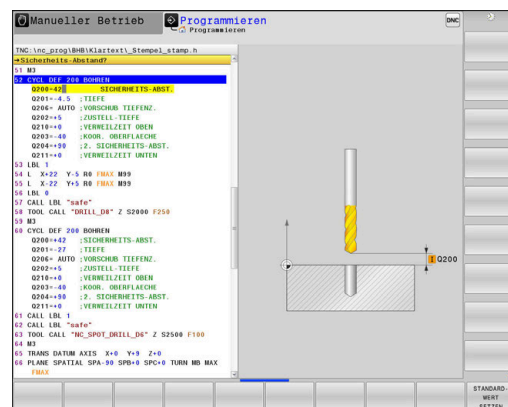 Manueller Betrieb
Programmieren
Programmieren
DNC
TNC:\nc_prog\BHB\Klartext\_Stempel_stamp.h
→Sicherheits-Abstand?
51 M3
52 CYCL DEF 200 BOHREN
Q200=42 SICHERHEITS-ABST.
Q201=-4.5 ;TIEFE
Q206= AUTO ;VORSCHUB TIEFENZ.
Q202=+5 ;ZUSTELL-TIEFE
Q210=+0 ;VERWEILZEIT OBEN
Q203=-40 ;KOOR. OBERFLAECHE
Q204=+90 ;2. SICHERHEITS-ABST.
Q211=+0 ;VERWEILZEIT UNTEN
53 LBL 1
54 L X+22 Y-5 R0 FMAX M99
55 L X-22 Y+5 R0 FMAX M99
56 LBL 0
57 CALL LBL "safe"
58 TOOL CALL "DRILL_D8" Z S2000 F250
59 M3
60 CYCL DEF 200 BOHREN
Q200=+42 ;SICHERHEITS-ABST.
Q201=-27 ;TIEFE
Q206= AUTO ;VORSCHUB TIEFENZ.
Q202=+5 ;ZUSTELL-TIEFE
Q210=+0 ;VERWEILZEIT OBEN
Q203=-40 ;KOOR. OBERFLAECHE
Q204=+90 ;2. SICHERHEITS-ABST.
Q211=+0 ;VERWEILZEIT UNTEN
61 CALL LBL 1
62 CALL LBL "safe"
63 TOOL CALL "NC_SPOT_DRILL_D6" Z S2500 F100
64 M3
65 TRANS DATUM AXIS X+0 Y+9 Z+0
66 PLANE SPATIAL SPA-90 SPB+0 SPC+0 TURN MB MAX
FMAX
I Q200
STANDARD-
WERT
SETZEN